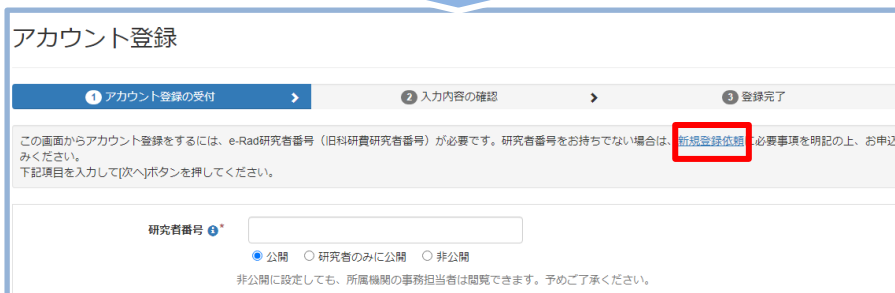 アカウント登録
1 アカウント登録の受付 > 2 入力内容の確認 > 3 登録完了
この画面からアカウント登録をするには、e-Rad研究者番号（旧科研費研究者番号）が必要です。研究者番号をお持ちでない場合は、新規登録依頼に必要事項を明記の上、お申込
みください。
下記項目を入力して[次へ]ボタンを押してください。
研究者番号 *
公開 研究者のみに公開 非公開
非公開に設定しても、所属機関の事務担当者は閲覧できます。予めご了承ください。